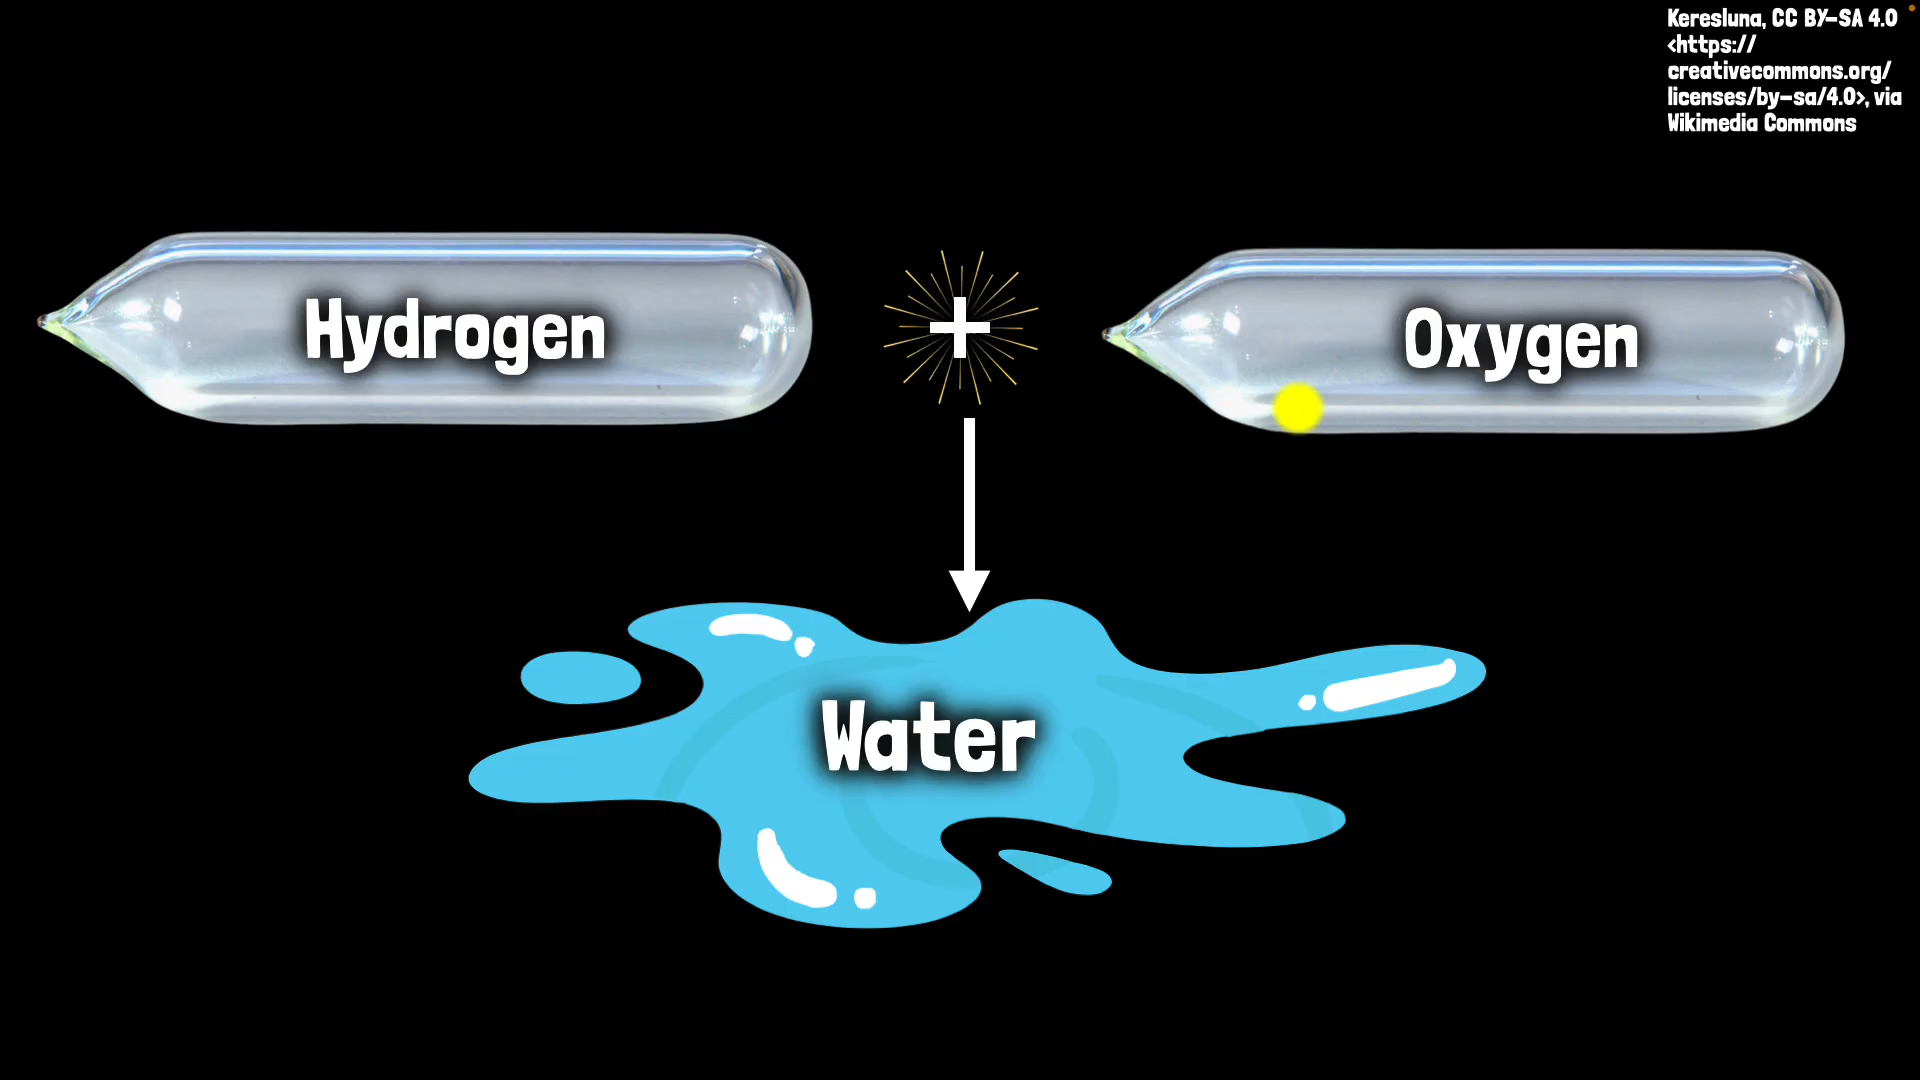 Keresluna, CC BY-SA 4.0
<https://
creativecommons.org/
licenses/by-sa/4.0>, via
Wikimedia Commons
Hydrogen
+
Oxygen
Water